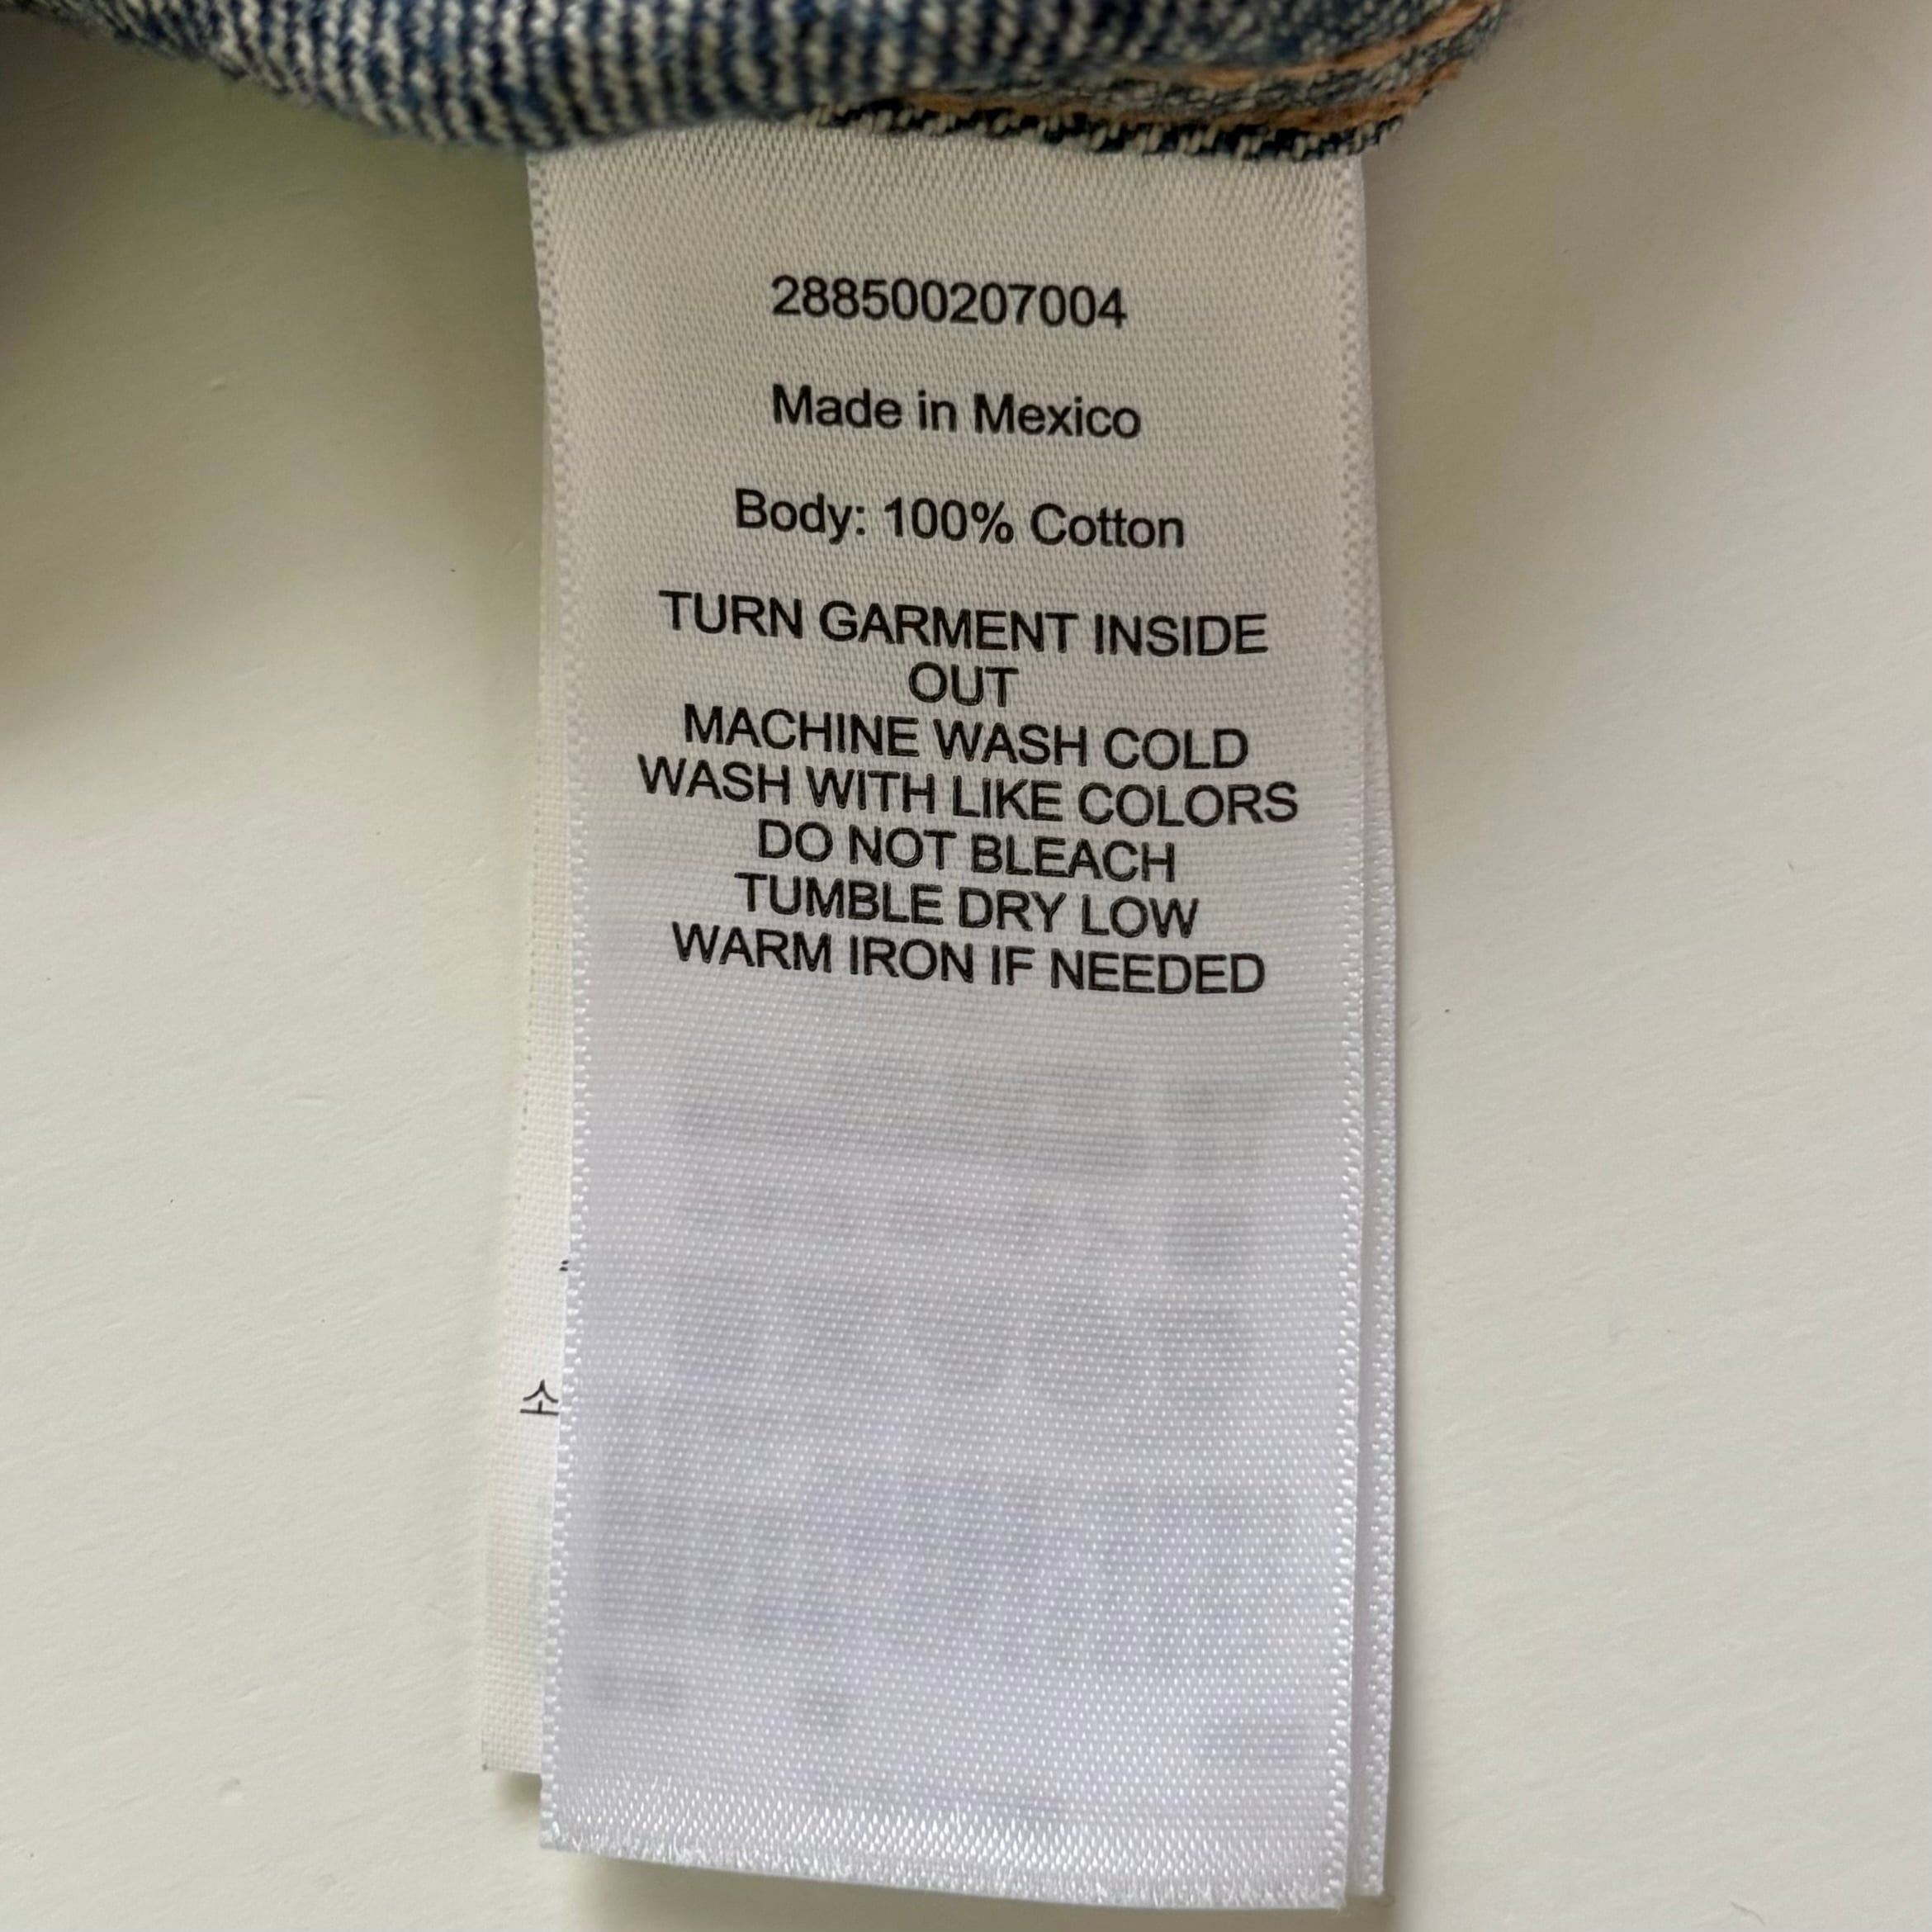 288500207004
Made in Mexico
Body: 100% Cotton
TURN GARMENT INSIDE
OUT
MACHINE WASH COLD
WASH WITH LIKE COLORS
DO NOT BLEACH
TUMBLE DRY LOW
WARM IRON IF NEEDED
소